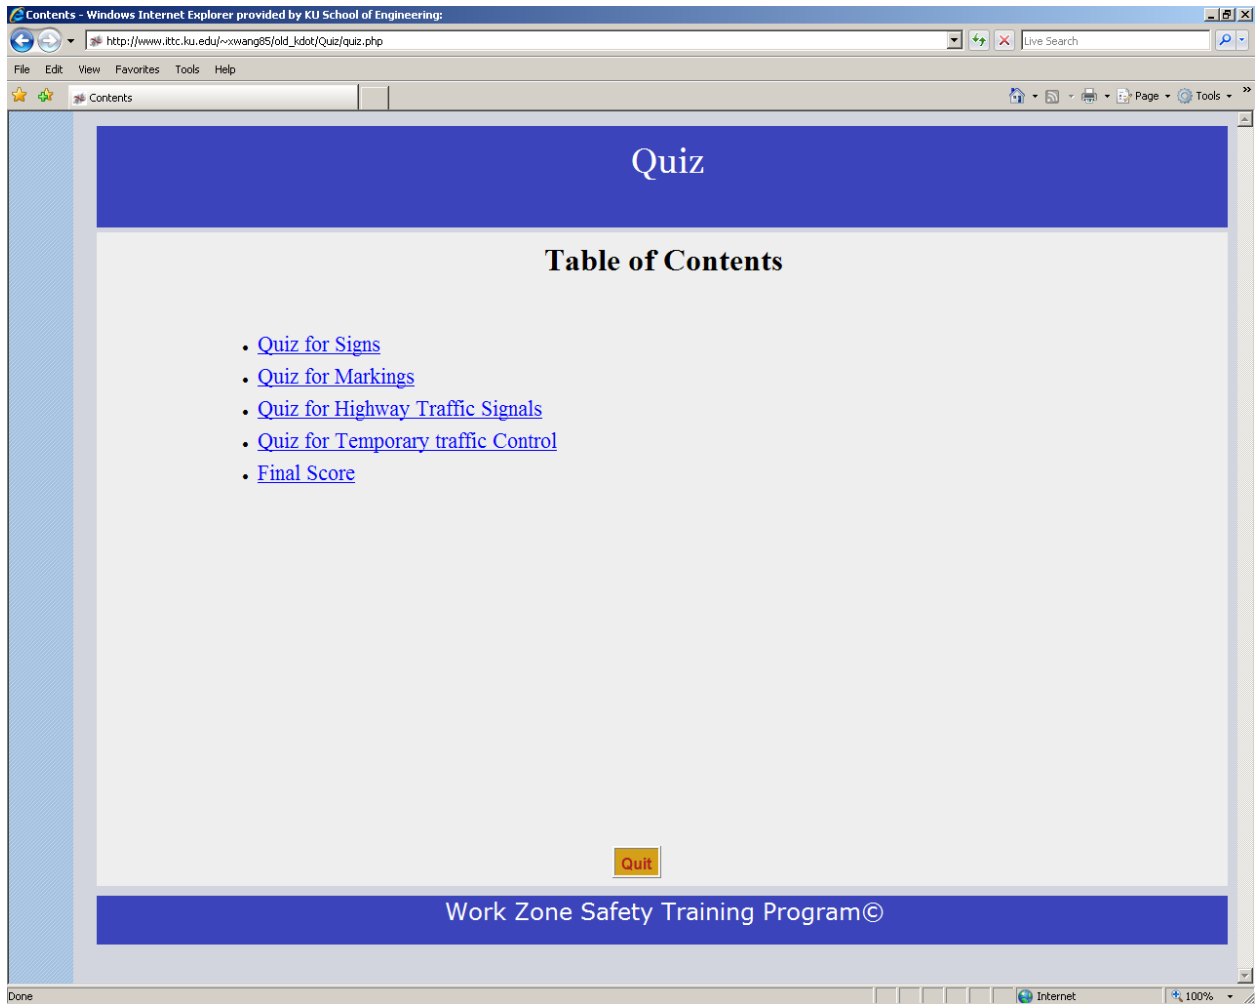 Contents - Windows Internet Explorer provided by KU School of Engineering:
http://www.ittc.ku.edu/~xwang85/old_kdot/Quiz/quiz.php
Live Search
File Edit View Favorites Tools Help
Contents
Page Tools
Quiz
Table of Contents
• Quiz for Signs
• Quiz for Markings
• Quiz for Highway Traffic Signals
• Quiz for Temporary traffic Control
• Final Score
Quit
Work Zone Safety Training Program©
Done
Internet
100%